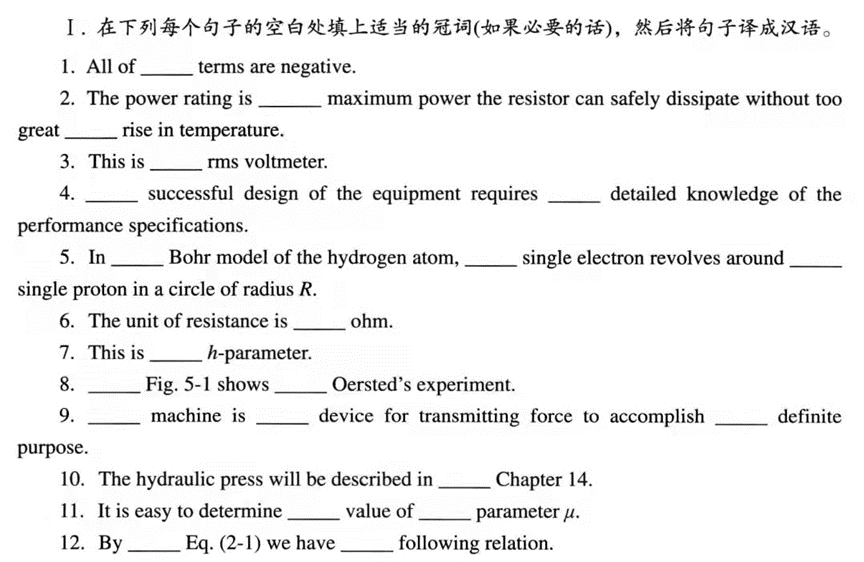 I. 在下列每个句子的空白处填上适当的冠词(如果必要的话)，然后将句子译成汉语。
1. All of _____ terms are negative.
2. The power rating is ______ maximum power the resistor can safely dissipate without too
great _____ rise in temperature.
3. This is _____ rms voltmeter.
4. _____ successful design of the equipment requires _____ detailed knowledge of the
performance specifications.
5. In _____ Bohr model of the hydrogen atom, _____ single electron revolves around _____
single proton in a circle of radius R.
6. The unit of resistance is _____ ohm.
7. This is _____ h-parameter.
8. _____ Fig. 5-1 shows _____ Oersted's experiment.
9. _____ machine is _____ device for transmitting force to accomplish _____ definite
purpose.
10. The hydraulic press will be described in _____ Chapter 14.
11. It is easy to determine _____ value of _____ parameter μ.
12. By _____ Eq. (2-1) we have _____ following relation.